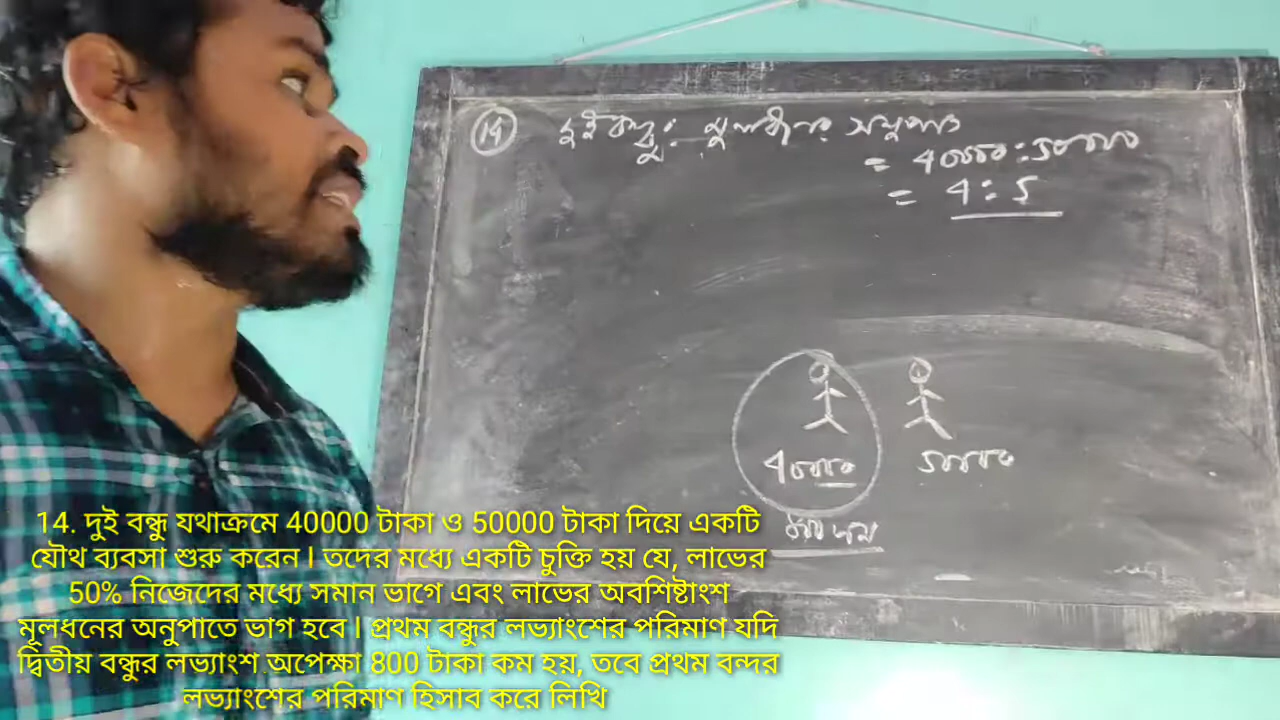 14 দুই বন্ধুঃ মূলধনের অনুপাত
= 40000 : 50000
= 4 : 5
40000 50000
800 কম
14. দুই বন্ধু যথাক্রমে 40000 টাকা ও 50000 টাকা দিয়ে একটি
যৌথ ব্যবসা শুরু করেন। তদের মধ্যে একটি চুক্তি হয় যে, লাভের
50% নিজেদের মধ্যে সমান ভাগে এবং লাভের অবশিষ্টাংশ
মূলধনের অনুপাতে ভাগ হবে। প্রথম বন্ধুর লভ্যাংশের পরিমাণ যদি
দ্বিতীয় বন্ধুর লভ্যাংশ অপেক্ষা 800 টাকা কম হয়, তবে প্রথম বন্দর
লভ্যাংশের পরিমাণ হিসাব করে লিখি